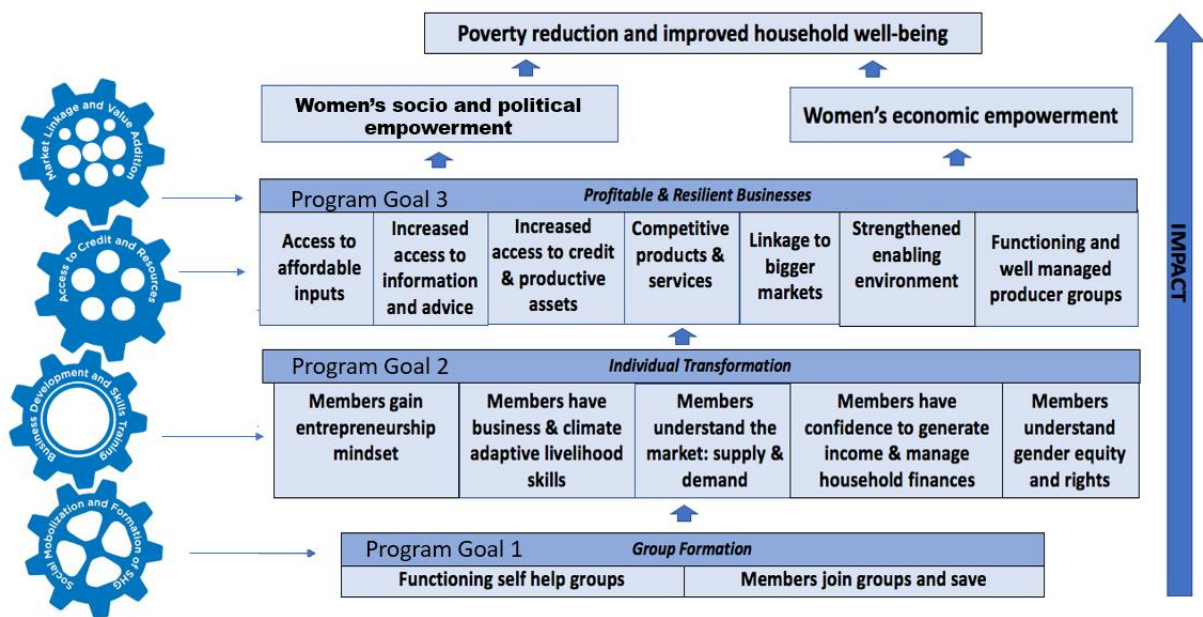 Poverty reduction and improved household well-being
Women's socio and political
empowerment
Women's economic empowerment
Market Linkage and Value Addition
Program Goal 3
Profitable & Resilient Businesses
Access to
affordable
inputs
Increased
access to
information
and advice
Increased
access to credit
& productive
assets
Competitive
products &
services
Linkage to
bigger
markets
Strengthened
enabling
environment
Functioning and
well managed
producer groups
Access to Credit and Resources
Program Goal 2
Individual Transformation
Members gain
entrepreneurship
mindset
Members have
business & climate
adaptive livelihood
skills
Members
understand the
market: supply &
demand
Members have
confidence to generate
income & manage
household finances
Members
understand
gender equity
and rights
Business Development and Skills Training
Program Goal 1
Group Formation
Functioning self help groups
Members join groups and save
Social Mobolization and Formation of SHG
IMPACT